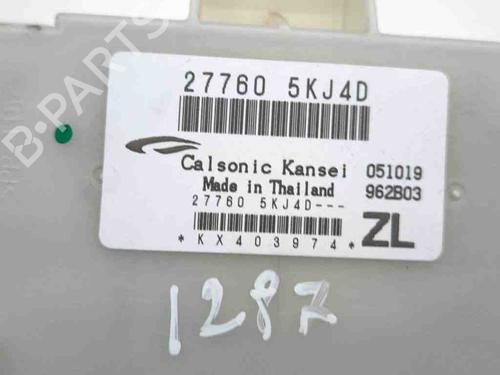 27760 5KJ4D
Calsonic Kansei 051019
Made in Thailand 962B03
27760 5KJ4D---
*KX403974* ZL
1287
B-PARTS